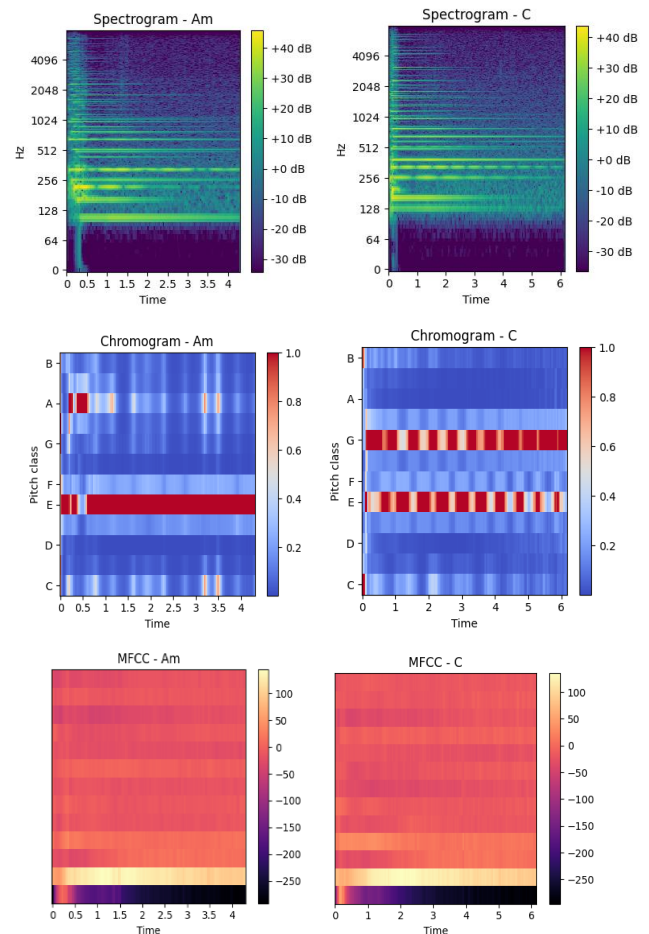 Spectrogram - Am
4096
2048
1024
512
256
128
64
0
Hz
0 0.5 1 1.5 2 2.5 3 3.5 4
Time
+40 dB
+30 dB
+20 dB
+10 dB
+0 dB
-10 dB
-20 dB
-30 dB
Spectrogram - C
4096
2048
1024
512
256
128
64
0
Hz
0 1 2 3 4 5 6
Time
+40 dB
+30 dB
+20 dB
+10 dB
+0 dB
-10 dB
-20 dB
-30 dB
Chromogram - Am
B
A
G
F
E
D
C
Pitch class
0 0.5 1 1.5 2 2.5 3 3.5 4
Time
1.0
0.8
0.6
0.4
0.2
Chromogram - C
B
A
G
F
E
D
C
Pitch class
0 1 2 3 4 5 6
Time
1.0
0.8
0.6
0.4
0.2
MFCC - Am
0 0.5 1 1.5 2 2.5 3 3.5 4
Time
100
50
0
−50
−100
−150
−200
−250
MFCC - C
0 1 2 3 4 5 6
Time
100
50
0
−50
−100
−150
−200
−250